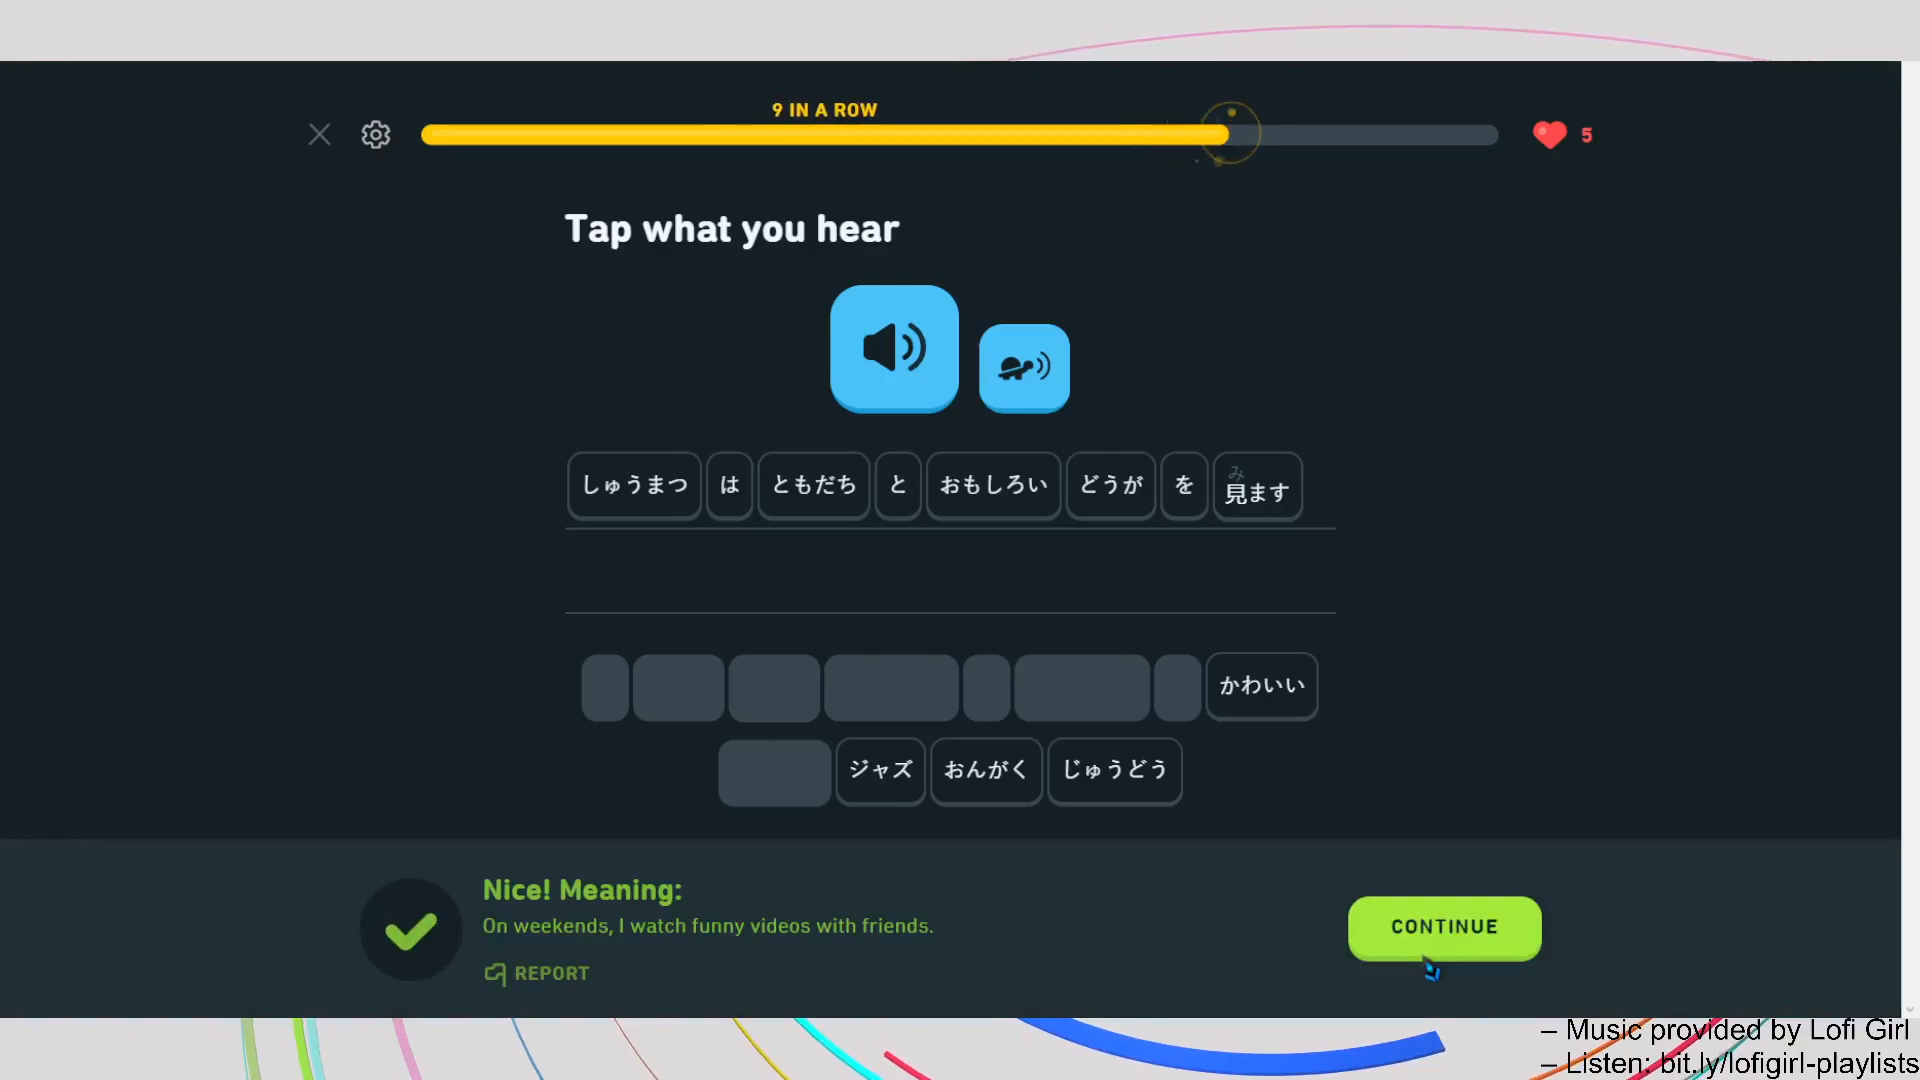 9 IN A ROW
5
Tap what you hear
しゅうまつ は ともだち と おもしろい どうが を 見ます
み
かわいい
ジャズ おんがく じゅうどう
Nice! Meaning:
On weekends, I watch funny videos with friends.
CONTINUE
REPORT
– Music provided by Lofi Girl
– Listen: bit.ly/lofigirl-playlists